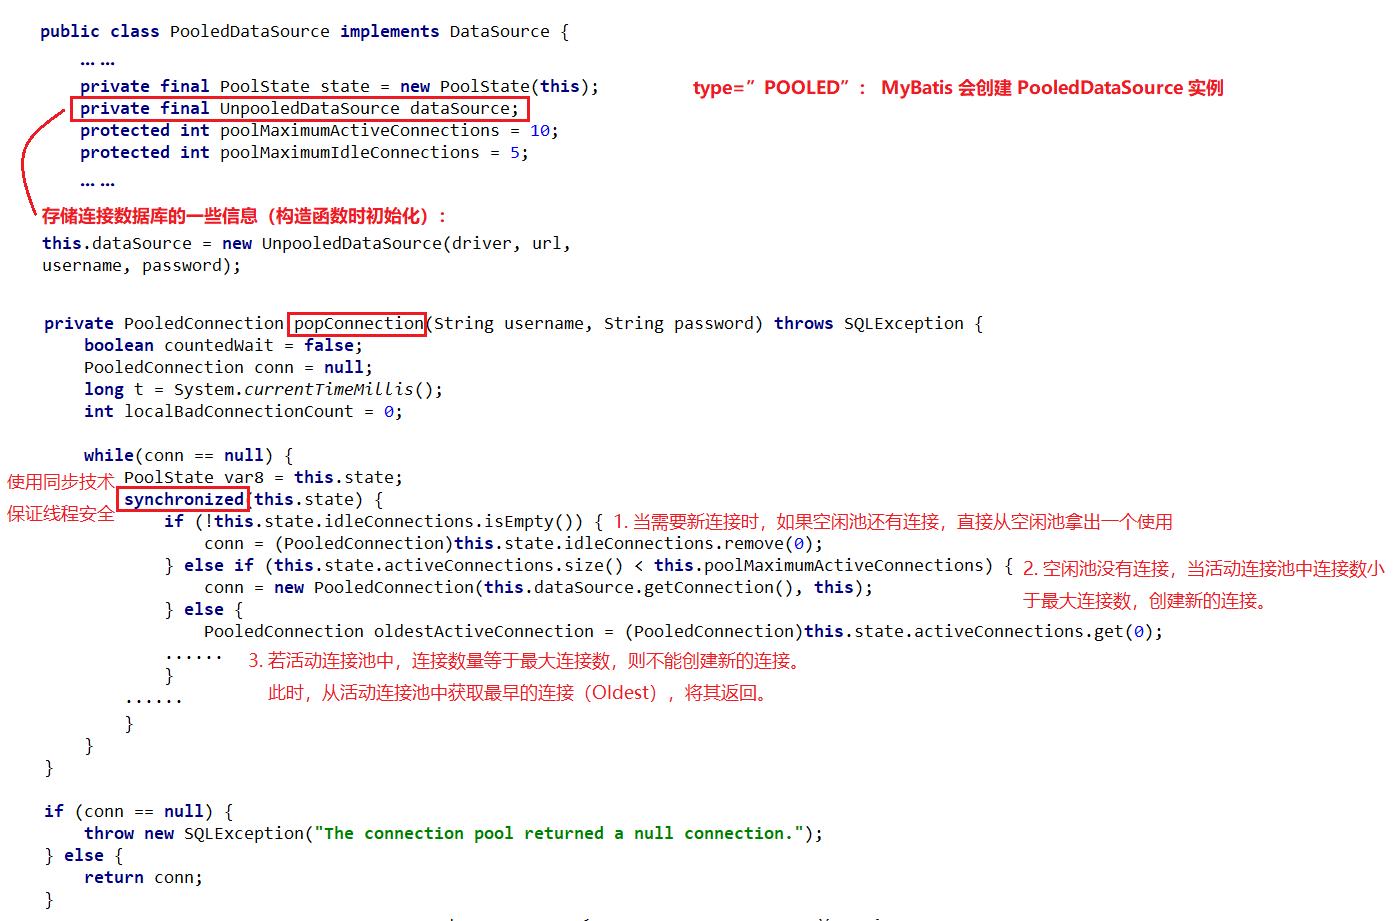 public class PooledDataSource implements DataSource {
... ...
private final PoolState state = new PoolState(this);
type=”POOLED”： MyBatis 会创建 PooledDataSource 实例
private final UnpooledDataSource dataSource;
protected int poolMaximumActiveConnections = 10;
protected int poolMaximumIdleConnections = 5;
... ...
存储连接数据库的一些信息（构造函数时初始化）：
this.dataSource = new UnpooledDataSource(driver, url,
username, password);
private PooledConnection popConnection(String username, String password) throws SQLException {
boolean countedWait = false;
PooledConnection conn = null;
long t = System.currentTimeMillis();
int localBadConnectionCount = 0;
while(conn == null) {
使用同步技术
保证线程安全
PoolState var8 = this.state;
synchronized(this.state) {
if (!this.state.idleConnections.isEmpty()) {
1. 当需要新连接时，如果空闲池还有连接，直接从空闲池拿出一个使用
conn = (PooledConnection)this.state.idleConnections.remove(0);
} else if (this.state.activeConnections.size() < this.poolMaximumActiveConnections) {
2. 空闲池没有连接，当活动连接池中连接数小
于最大连接数，创建新的连接。
conn = new PooledConnection(this.dataSource.getConnection(), this);
} else {
PooledConnection oldestActiveConnection = (PooledConnection)this.state.activeConnections.get(0);
......
3. 若活动连接池中，连接数量等于最大连接数，则不能创建新的连接。
此时，从活动连接池中获取最早的连接（Oldest），将其返回。
}
......
}
}
}
if (conn == null) {
throw new SQLException("The connection pool returned a null connection.");
} else {
return conn;
}